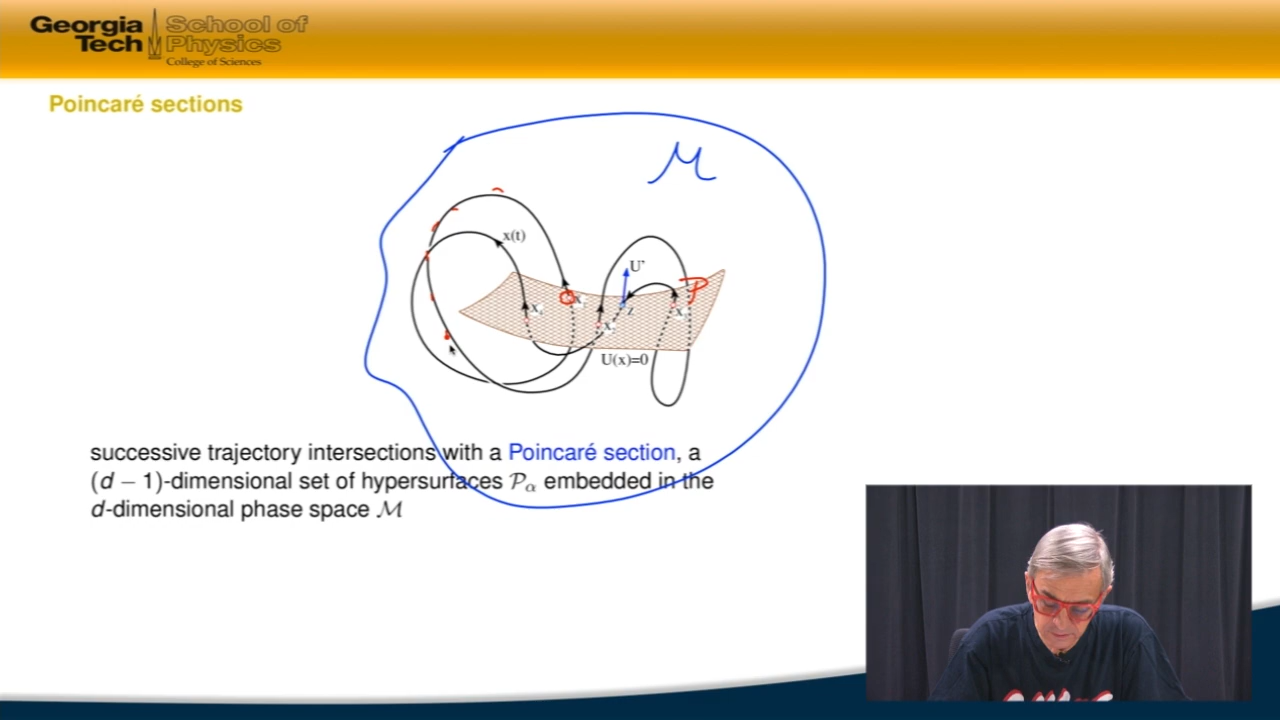 Georgia Tech
School of Physics
College of Sciences
Poincaré sections
M
x(t)
U'
P
z
U(x)=0
successive trajectory intersections with a Poincaré section, a
(d − 1)-dimensional set of hypersurfaces 𝒫α embedded in the
d-dimensional phase space ℳ